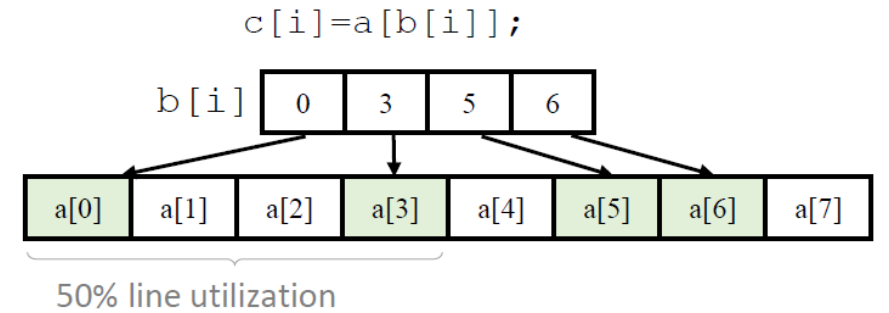 c[i]=a[b[i]];
b[i] 0 3 5 6
a[0] a[1] a[2] a[3] a[4] a[5] a[6] a[7]
50% line utilization